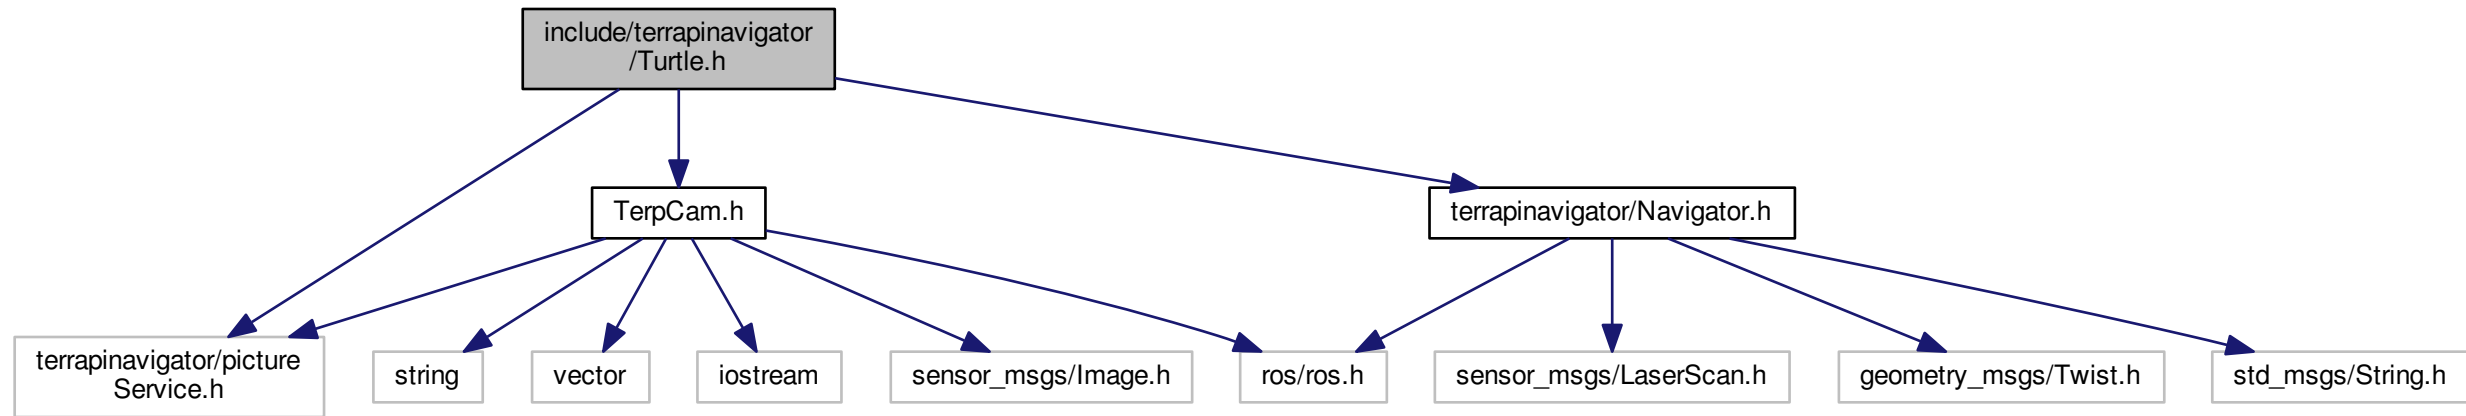 include/terrapinavigator
/Turtle.h
TerpCam.h
terrapinavigator/Navigator.h
terrapinavigator/picture
Service.h
string
vector
iostream
sensor_msgs/Image.h
ros/ros.h
sensor_msgs/LaserScan.h
geometry_msgs/Twist.h
std_msgs/String.h